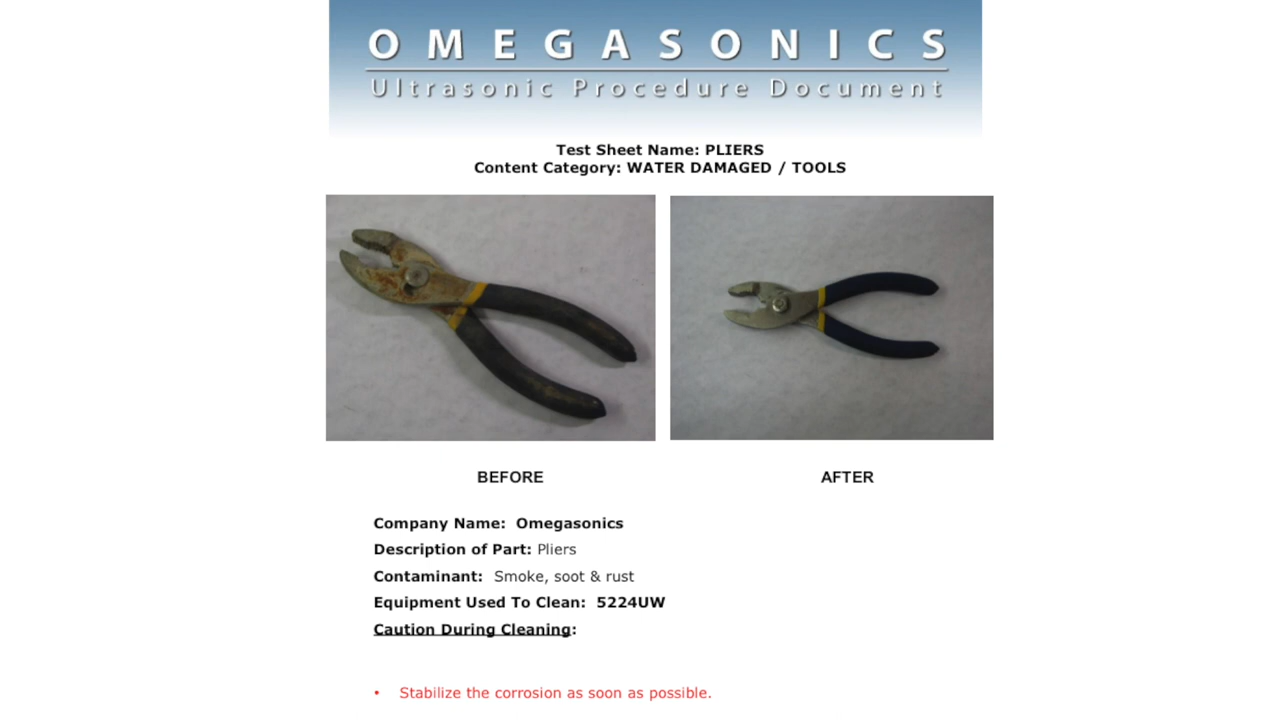 OMEGASONICS
Ultrasonic Procedure Document
Test Sheet Name: PLIERS
Content Category: WATER DAMAGED / TOOLS
BEFORE AFTER
Company Name: Omegasonics
Description of Part: Pliers
Contaminant: Smoke, soot & rust
Equipment Used To Clean: 5224UW
Caution During Cleaning:
• Stabilize the corrosion as soon as possible.